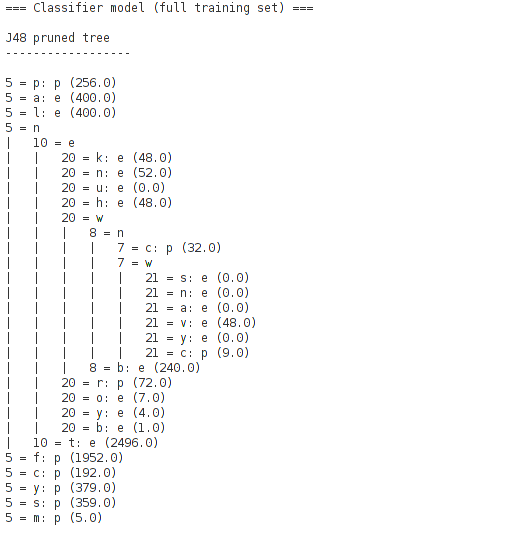 === Classifier model (full training set) ===
J48 pruned tree
------------------
5 = p: p (256.0)
5 = a: e (400.0)
5 = l: e (400.0)
5 = n
|   10 = e
|   |   20 = k: e (48.0)
|   |   20 = n: e (52.0)
|   |   20 = u: e (0.0)
|   |   20 = h: e (48.0)
|   |   20 = w
|   |   |   8 = n
|   |   |   |   7 = c: p (32.0)
|   |   |   |   7 = w
|   |   |   |   |   21 = s: e (0.0)
|   |   |   |   |   21 = n: e (0.0)
|   |   |   |   |   21 = a: e (0.0)
|   |   |   |   |   21 = v: e (48.0)
|   |   |   |   |   21 = y: e (0.0)
|   |   |   |   |   21 = c: p (9.0)
|   |   |   8 = b: e (240.0)
|   |   20 = r: p (72.0)
|   |   20 = o: e (7.0)
|   |   20 = y: e (4.0)
|   |   20 = b: e (1.0)
|   10 = t: e (2496.0)
5 = f: p (1952.0)
5 = c: p (192.0)
5 = y: p (379.0)
5 = s: p (359.0)
5 = m: p (5.0)